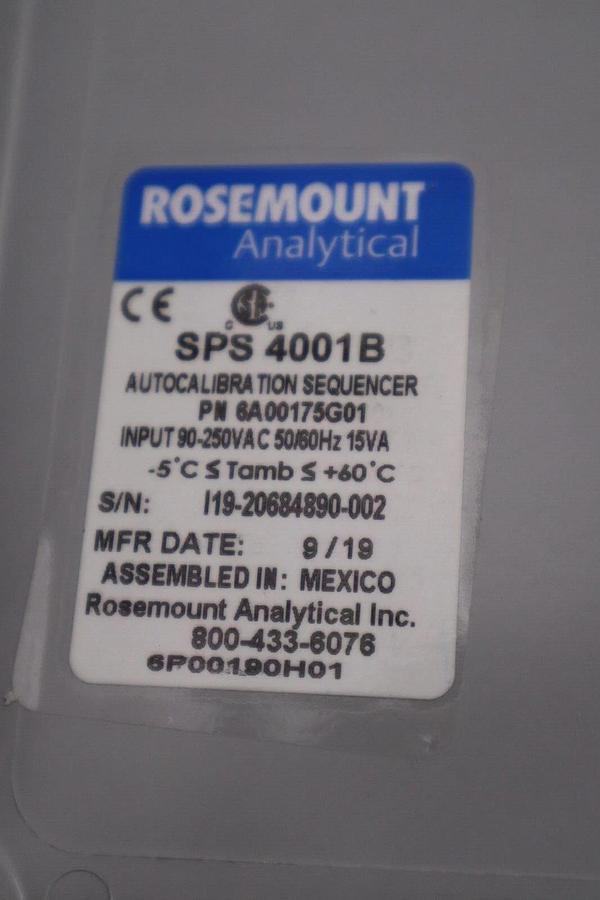 ROSEMOUNT
Analytical
CE
C US
SPS 4001B
AUTOCALIBRATION SEQUENCER
PN 6A00175G01
INPUT 90-250VAC 50/60Hz 15VA
-5°C ≤ Tamb ≤ +60°C
S/N: I19-20684890-002
MFR DATE: 9/19
ASSEMBLED IN: MEXICO
Rosemount Analytical Inc.
800-433-6076
6P00190H01